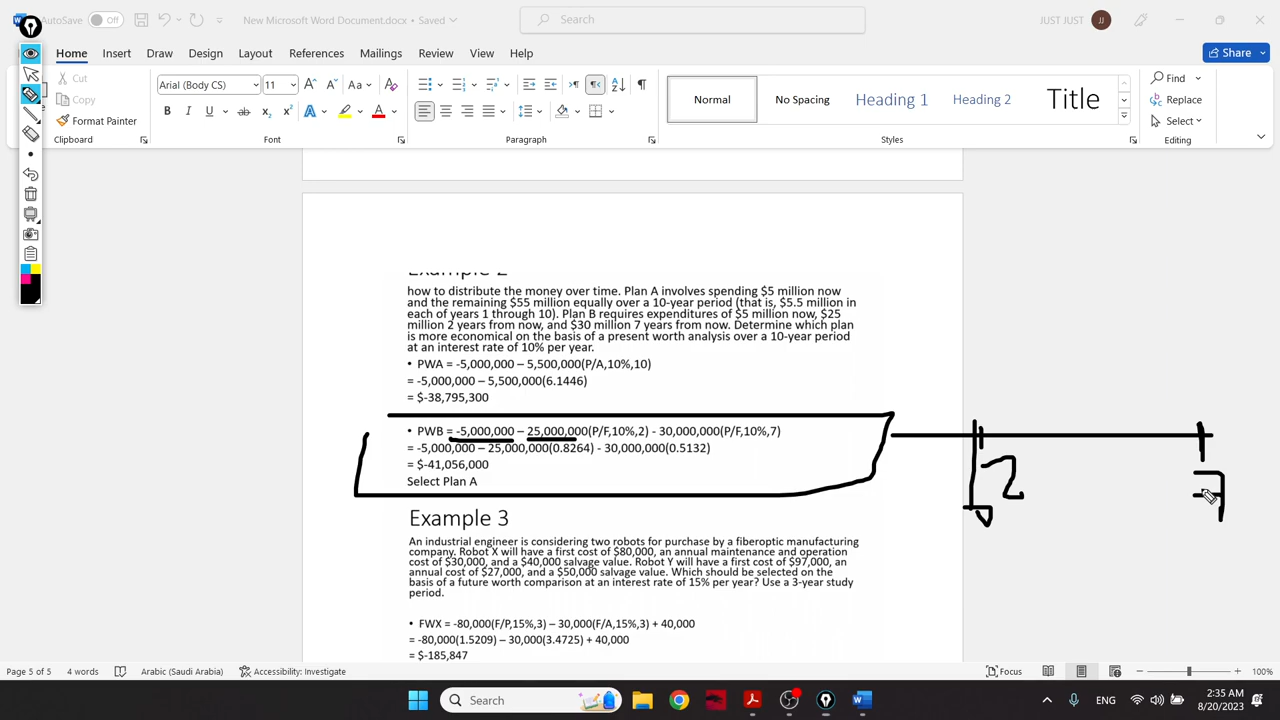 AutoSave Off New Microsoft Word Document.docx • Saved Search JUST JUST JJ
Home Insert Draw Design Layout References Mailings Review View Help Share
Cut
Copy
Format Painter
Arial (Body CS) 11
Normal No Spacing Heading 1 Heading 2 Title
Find
Replace
Select
Clipboard Font Paragraph Styles Editing
Example 2
how to distribute the money over time. Plan A involves spending $5 million now
and the remaining $55 million equally over a 10-year period (that is, $5.5 million in
each of years 1 through 10). Plan B requires expenditures of $5 million now, $25
million 2 years from now, and $30 million 7 years from now. Determine which plan
is more economical on the basis of a present worth analysis over a 10-year period
at an interest rate of 10% per year.
• PWA = -5,000,000 – 5,500,000(P/A,10%,10)
= -5,000,000 – 5,500,000(6.1446)
= $-38,795,300
• PWB = -5,000,000 – 25,000,000(P/F,10%,2) - 30,000,000(P/F,10%,7)
= -5,000,000 – 25,000,000(0.8264) - 30,000,000(0.5132)
= $-41,056,000
Select Plan A
2
7
Example 3
An industrial engineer is considering two robots for purchase by a fiberoptic manufacturing
company. Robot X will have a first cost of $80,000, an annual maintenance and operation
cost of $30,000, and a $40,000 salvage value. Robot Y will have a first cost of $97,000, an
annual cost of $27,000, and a $50,000 salvage value. Which should be selected on the
basis of a future worth comparison at an interest rate of 15% per year? Use a 3-year study
period.
• FWX = -80,000(F/P,15%,3) – 30,000(F/A,15%,3) + 40,000
= -80,000(1.5209) – 30,000(3.4725) + 40,000
= $-185,847
Page 5 of 5 4 words Arabic (Saudi Arabia) Accessibility: Investigate Focus 100%
Search ENG 2:35 AM
8/20/2023